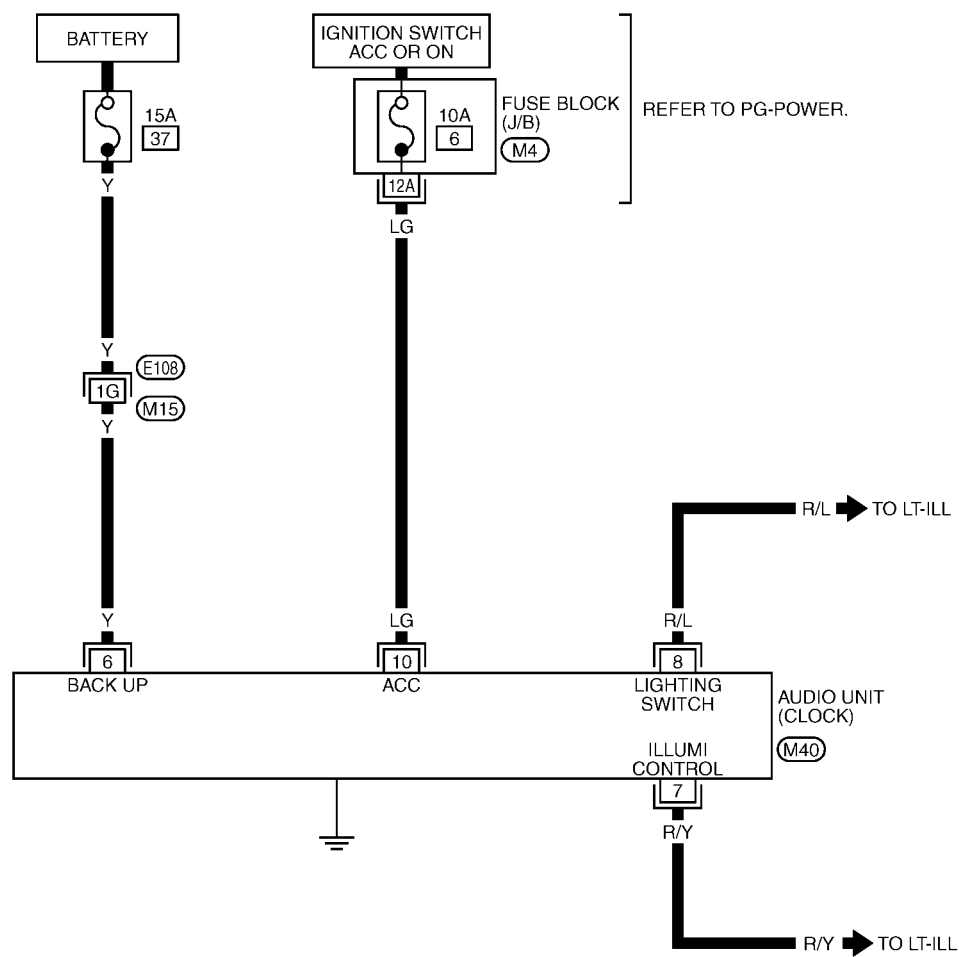 BATTERY
IGNITION SWITCH
ACC OR ON
15A
37
10A
6
FUSE BLOCK
(J/B)
M4
REFER TO PG-POWER.
Y
12A
LG
Y
E108
1G
M15
Y
R/L
TO LT-ILL
Y
LG
R/L
6
10
8
BACK UP
ACC
LIGHTING
SWITCH
AUDIO UNIT
(CLOCK)
M40
ILLUMI
CONTROL
7
R/Y
R/Y
TO LT-ILL